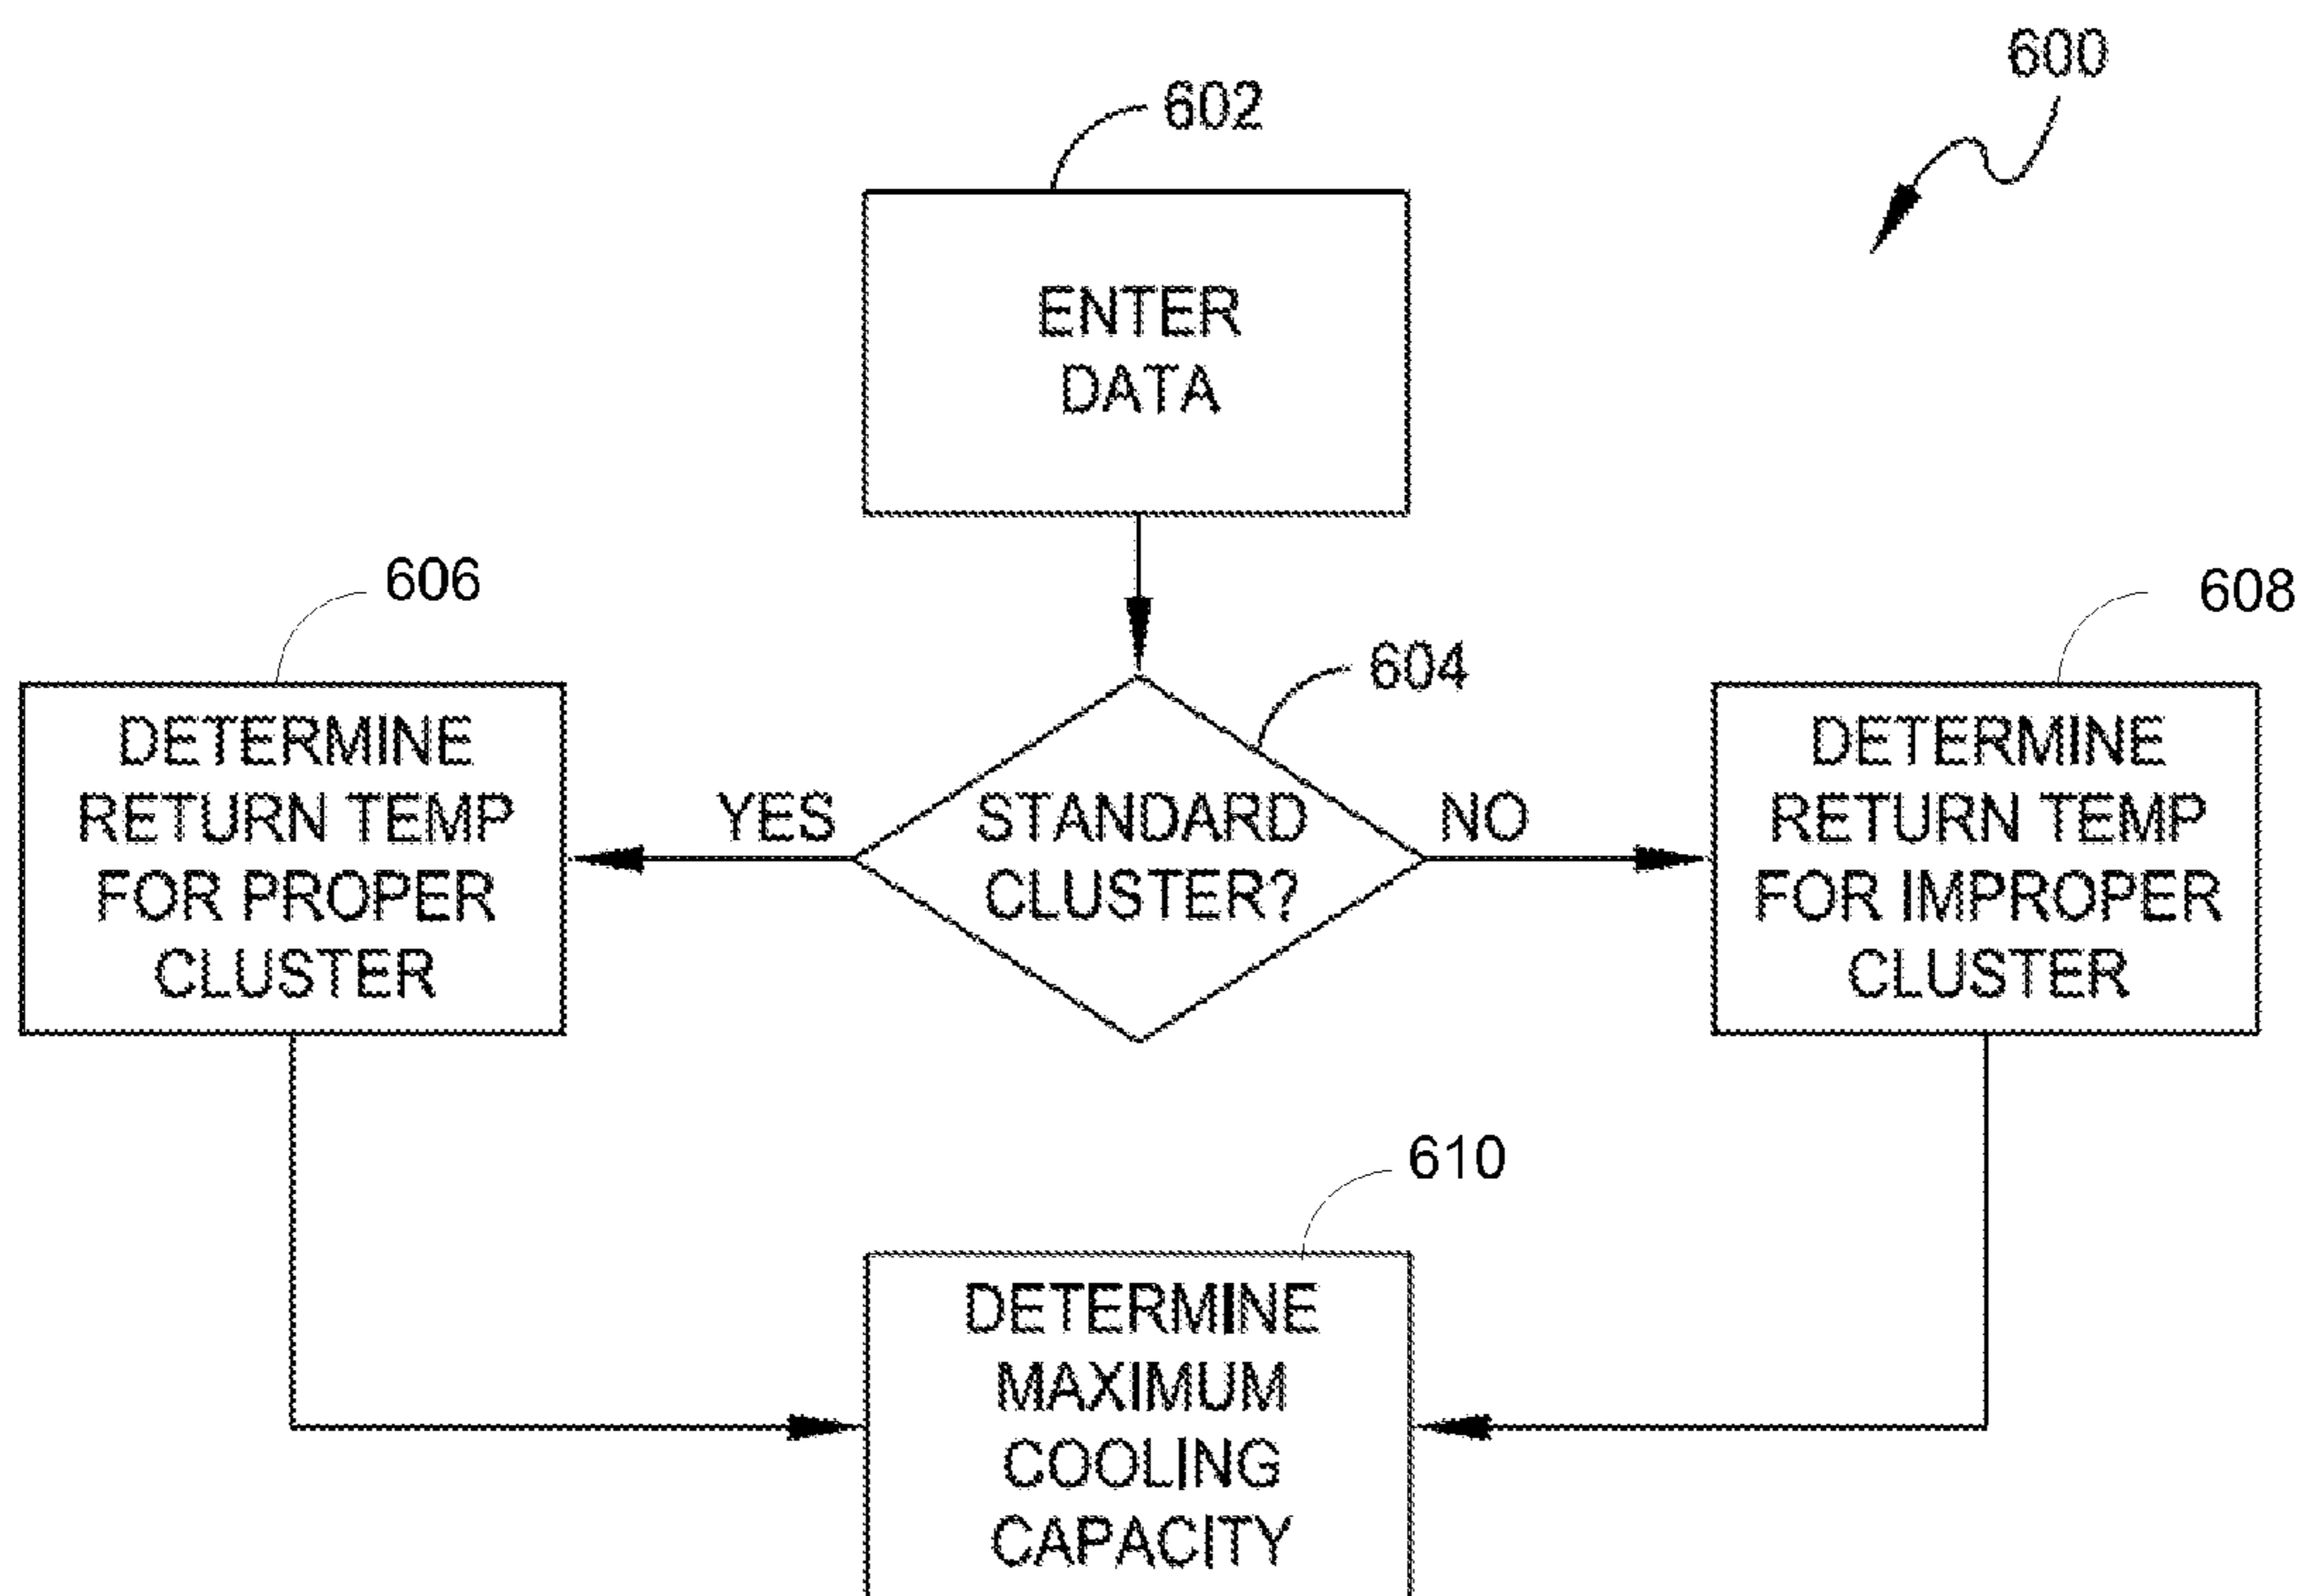 600
602
ENTER
DATA
606
608
604
DETERMINE
RETURN TEMP
FOR PROPER
CLUSTER
YES
STANDARD
CLUSTER?
NO
DETERMINE
RETURN TEMP
FOR IMPROPER
CLUSTER
610
DETERMINE
MAXIMUM
COOLING
CAPACITY